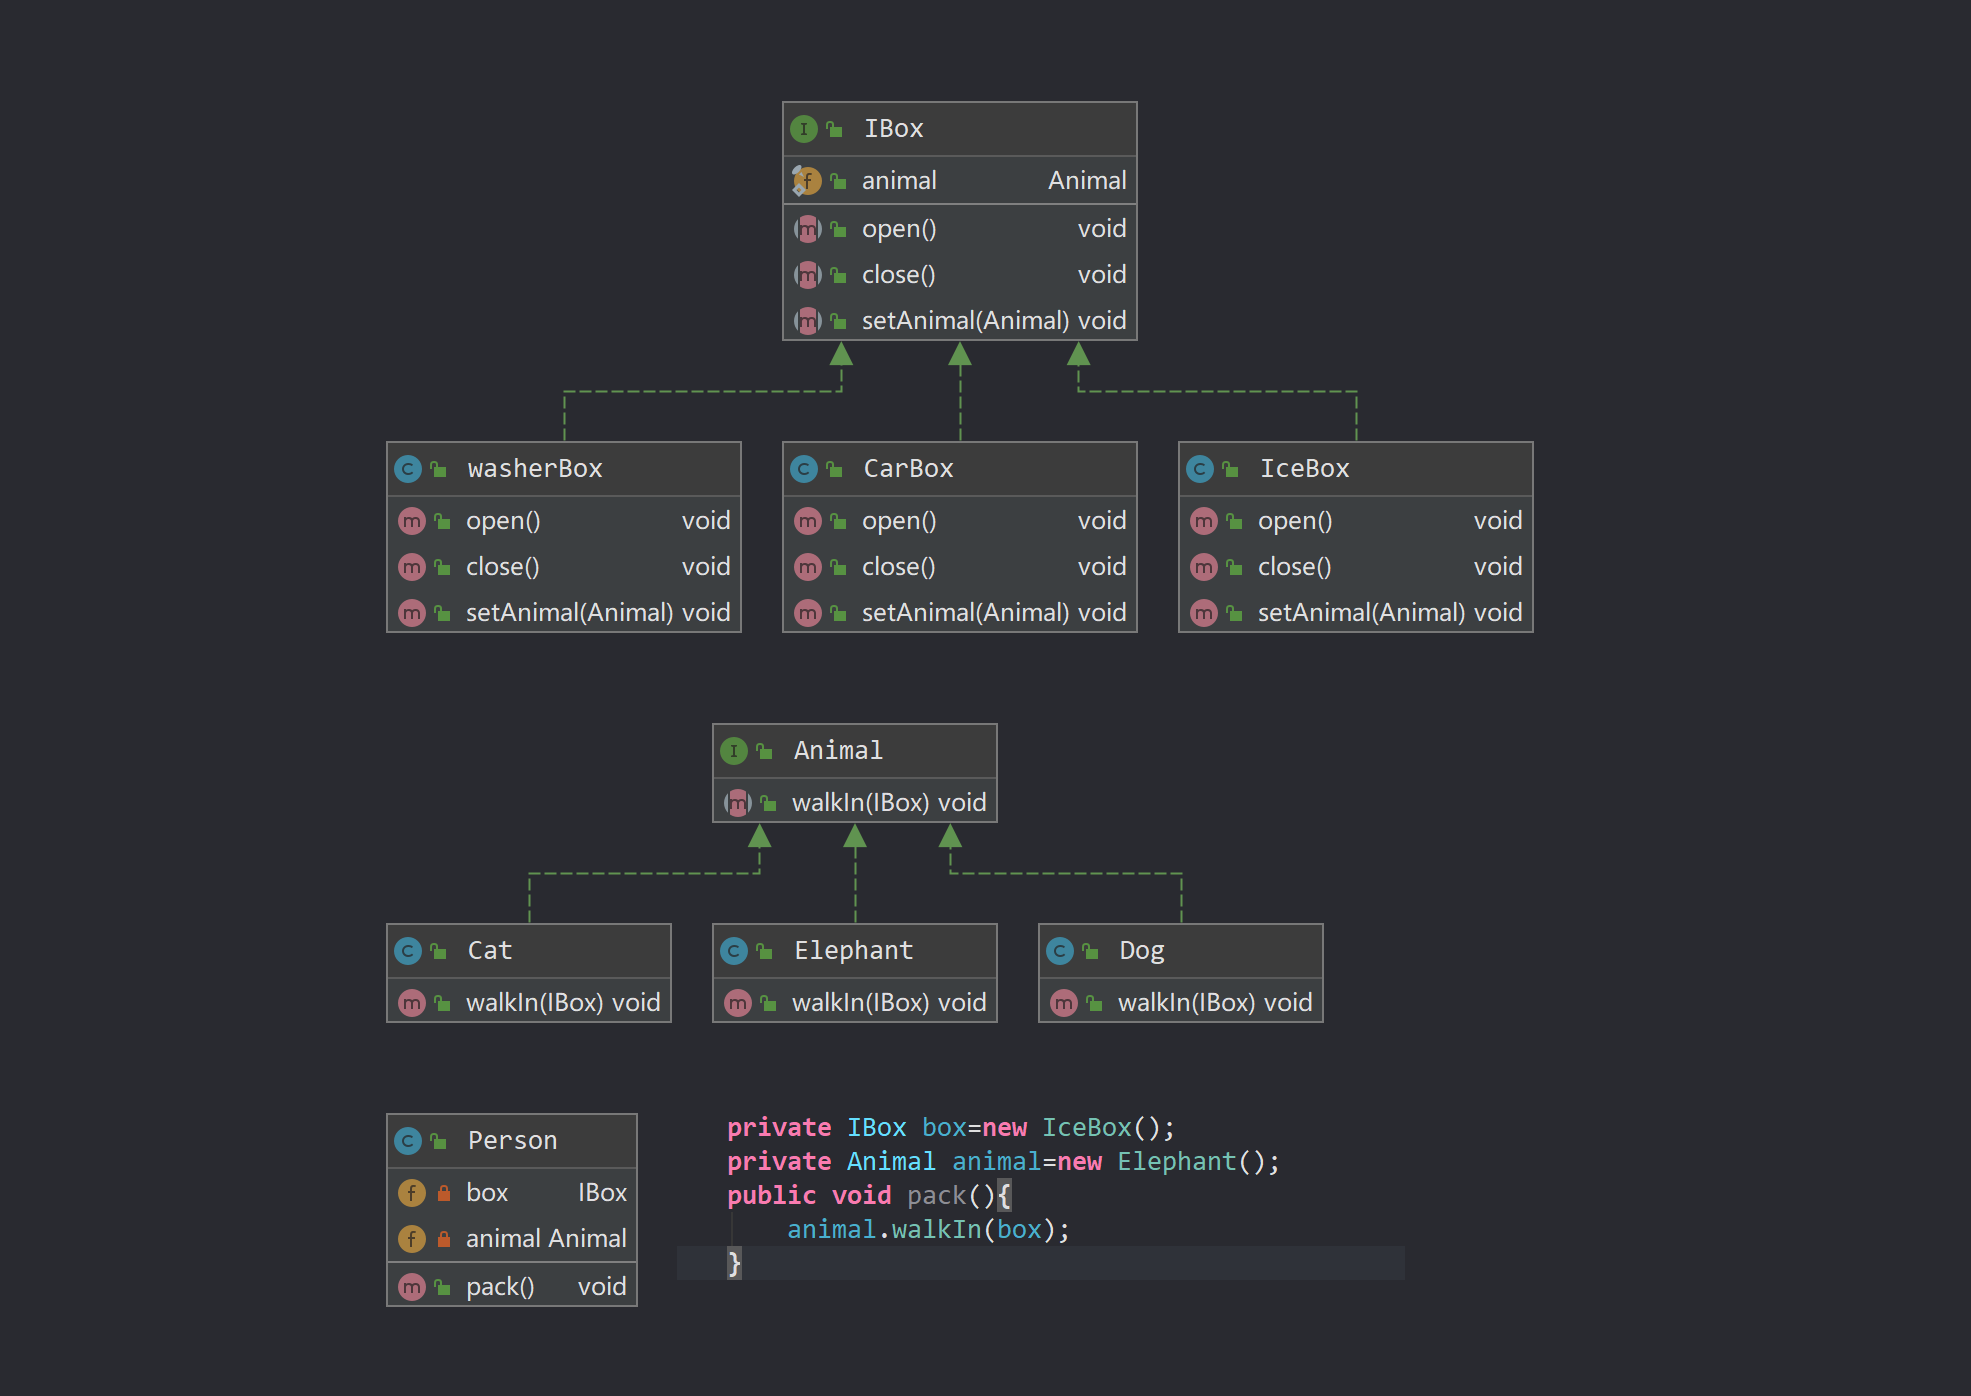 IBox
animal Animal
open() void
close() void
setAnimal(Animal) void
washerBox
open() void
close() void
setAnimal(Animal) void
CarBox
open() void
close() void
setAnimal(Animal) void
IceBox
open() void
close() void
setAnimal(Animal) void
Animal
walkIn(IBox) void
Cat
walkIn(IBox) void
Elephant
walkIn(IBox) void
Dog
walkIn(IBox) void
Person
box IBox
animal Animal
pack() void
private IBox box=new IceBox();
private Animal animal=new Elephant();
public void pack(){
animal.walkIn(box);
}